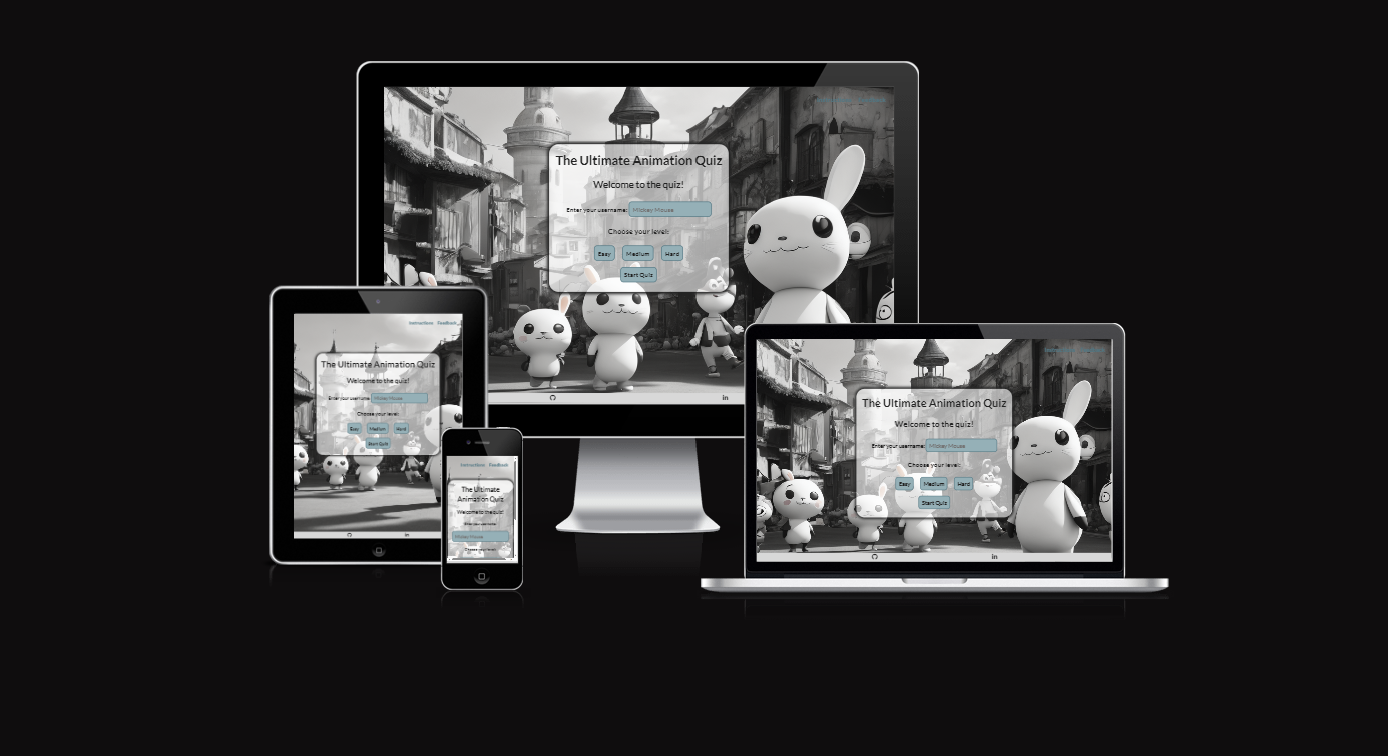 The Ultimate Animation Quiz
Welcome to the quiz!
Enter your username: Mickey Mouse
Choose your level:
Easy Medium Hard
Start Quiz
in
Instructions Feedback
The Ultimate Animation Quiz
Welcome to the quiz!
Enter your username: Mickey Mouse
Choose your level:
Easy Medium Hard
Start Quiz
in
Instructions Feedback
The Ultimate
Animation Quiz
Welcome to the quiz!
Enter your username:
Mickey Mouse
Choose your level:
The Ultimate Animation Quiz
Welcome to the quiz!
Enter your username: Mickey Mouse
Choose your level:
Easy Medium Hard
Start Quiz
in